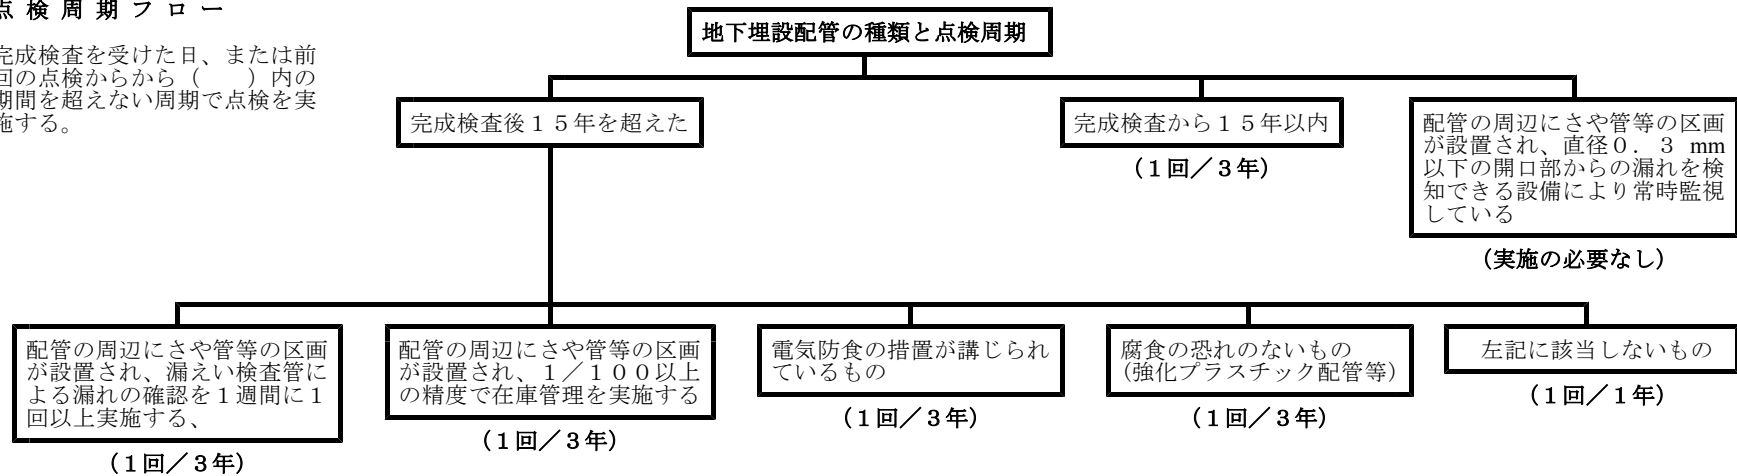 点検周期フロー
完成検査を受けた日、または前
回の点検からから（　　）内の
期間を超えない周期で点検を実
施する。
地下埋設配管の種類と点検周期
完成検査後１５年を超えた
完成検査から１５年以内
（１回／３年）
配管の周辺にさや管等の区画
が設置され、直径０．３ mm
以下の開口部からの漏れを検
知できる設備により常時監視
している
（実施の必要なし）
配管の周辺にさや管等の区画
が設置され、漏えい検査管に
よる漏れの確認を１週間に１
回以上実施する、
（１回／３年）
配管の周辺にさや管等の区画
が設置され、１／１００以上
の精度で在庫管理を実施する
（１回／３年）
電気防食の措置が講じられ
ているもの
（１回／３年）
腐食の恐れのないもの
（強化プラスチック配管等）
（１回／３年）
左記に該当しないもの
（１回／１年）